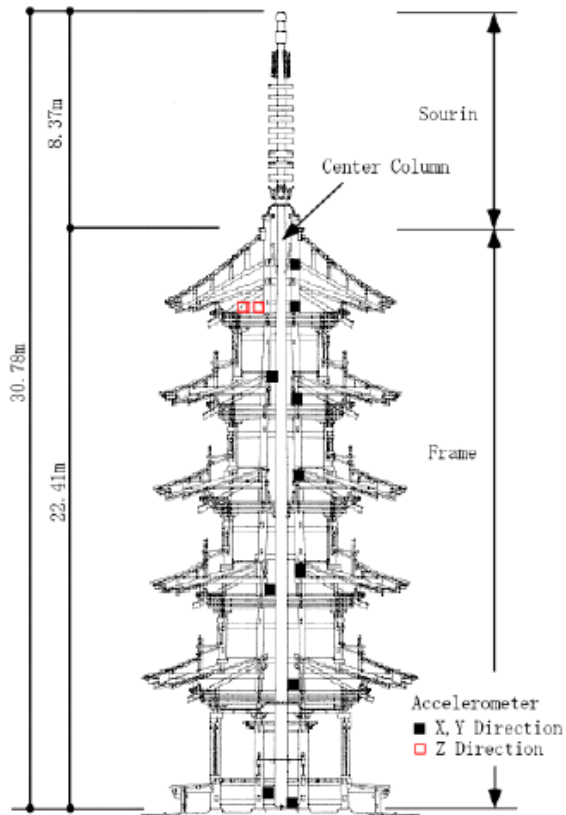 8.37m
Sourin
Center Column
30.78m
22.41m
Frame
Accelerometer
X, Y Direction
Z Direction